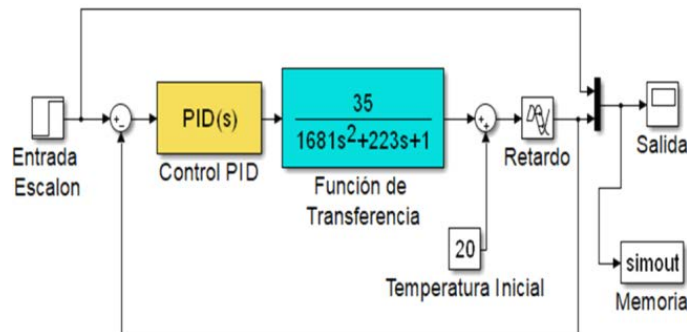 Entrada
Escalon
PID(s)
Control PID
35
1681s²+223s+1
Función de
Transferencia
20
Temperatura Inicial
Retardo
Salida
simout
Memoria